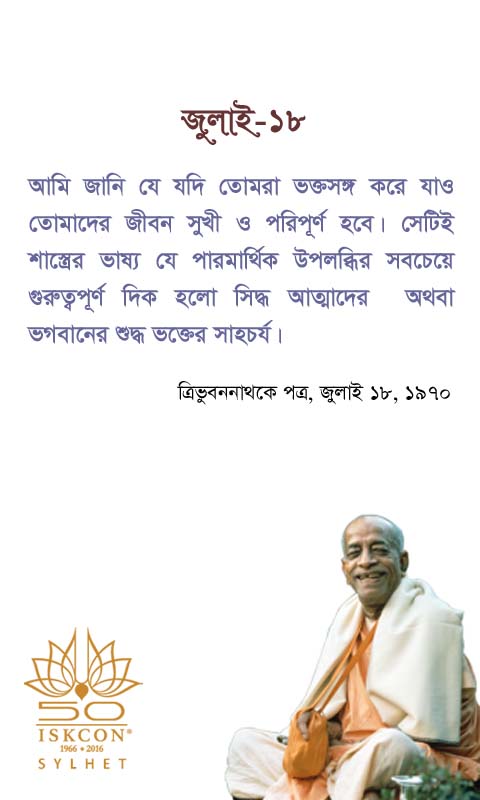 জুলাই-১৮
আমি জানি যে যদি তোমরা ভক্তসঙ্গ করে যাও
তোমাদের জীবন সুখী ও পরিপূর্ণ হবে। সেটিই
শাস্ত্রের ভাষ্য যে পারমার্থিক উপলব্ধির সবচেয়ে
গুরুত্বপূর্ণ দিক হলো সিদ্ধ আত্মাদের অথবা
ভগবানের শুদ্ধ ভক্তের সাহচর্য।
ত্রিভুবননাথকে পত্র, জুলাই ১৮, ১৯৭০
50
ISKCON®
1966 • 2016
SYLHET